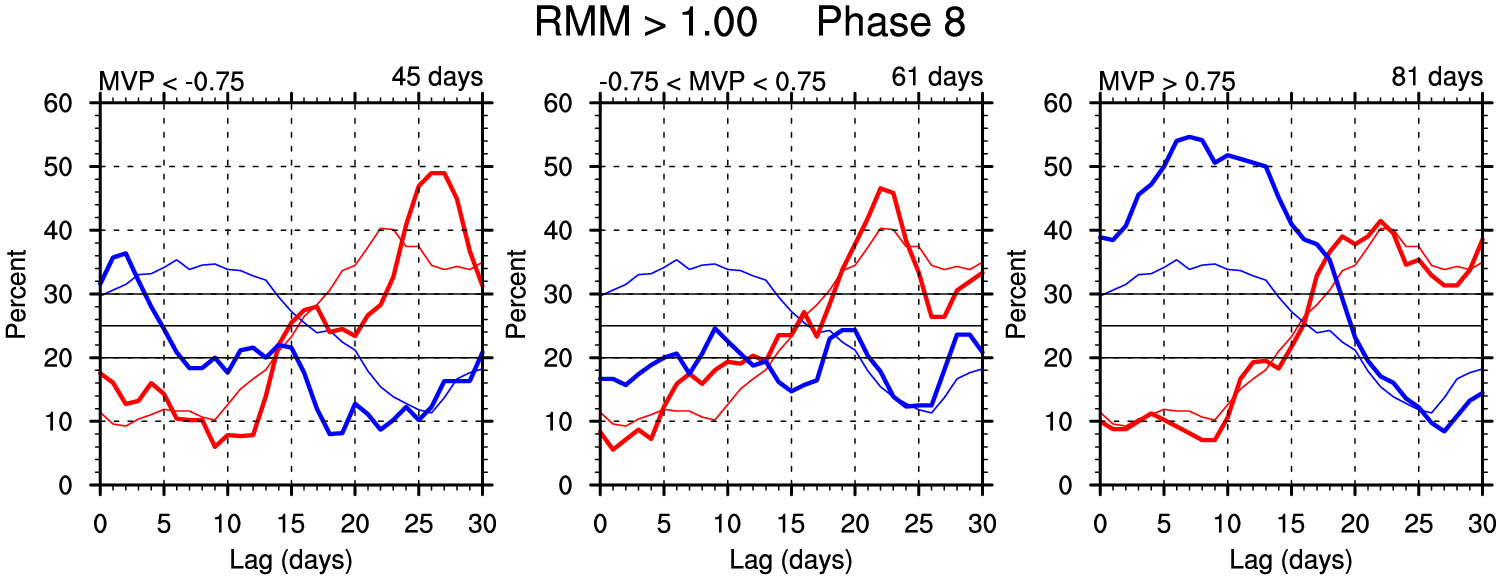 RMM > 1.00 Phase 8
MVP < -0.75 45 days
-0.75 < MVP < 0.75 61 days
MVP > 0.75 81 days
Percent
60
50
40
30
20
10
0
0 5 10 15 20 25 30
Lag (days)
Percent
60
50
40
30
20
10
0
0 5 10 15 20 25 30
Lag (days)
Percent
60
50
40
30
20
10
0
0 5 10 15 20 25 30
Lag (days)